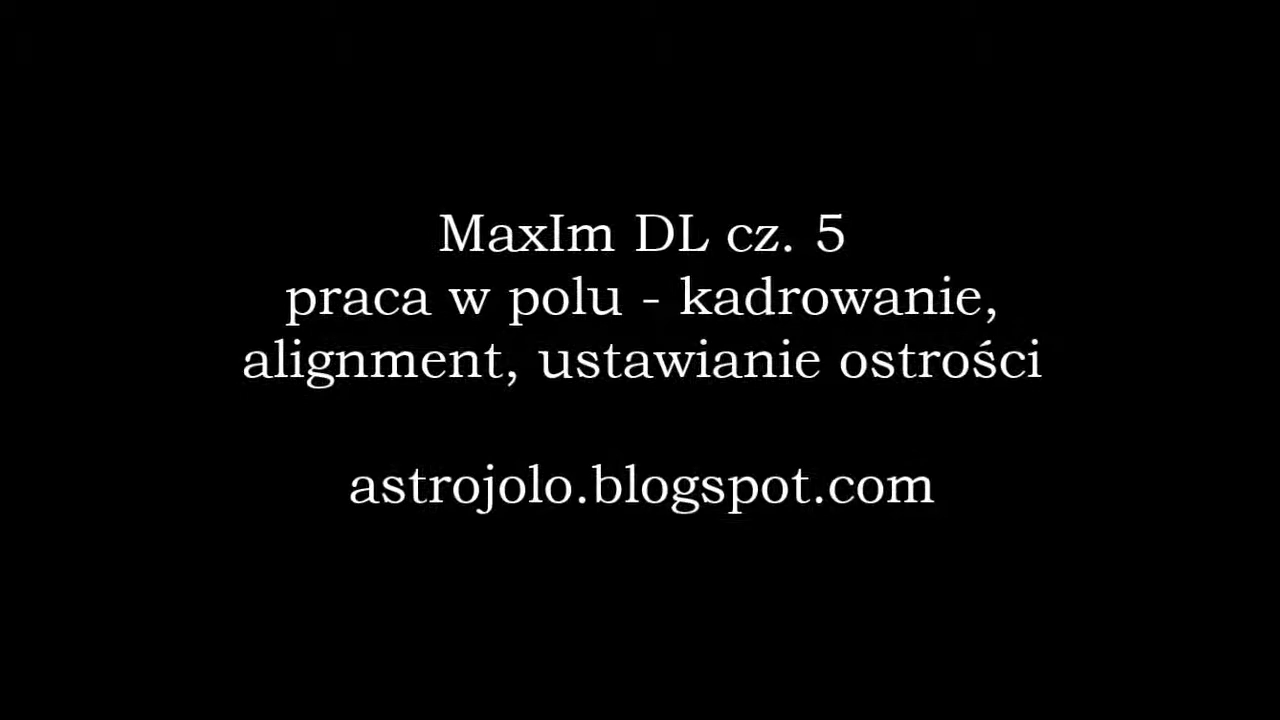 MaxIm DL cz. 5
praca w polu - kadrowanie,
alignment, ustawianie ostrości
astrojolo.blogspot.com